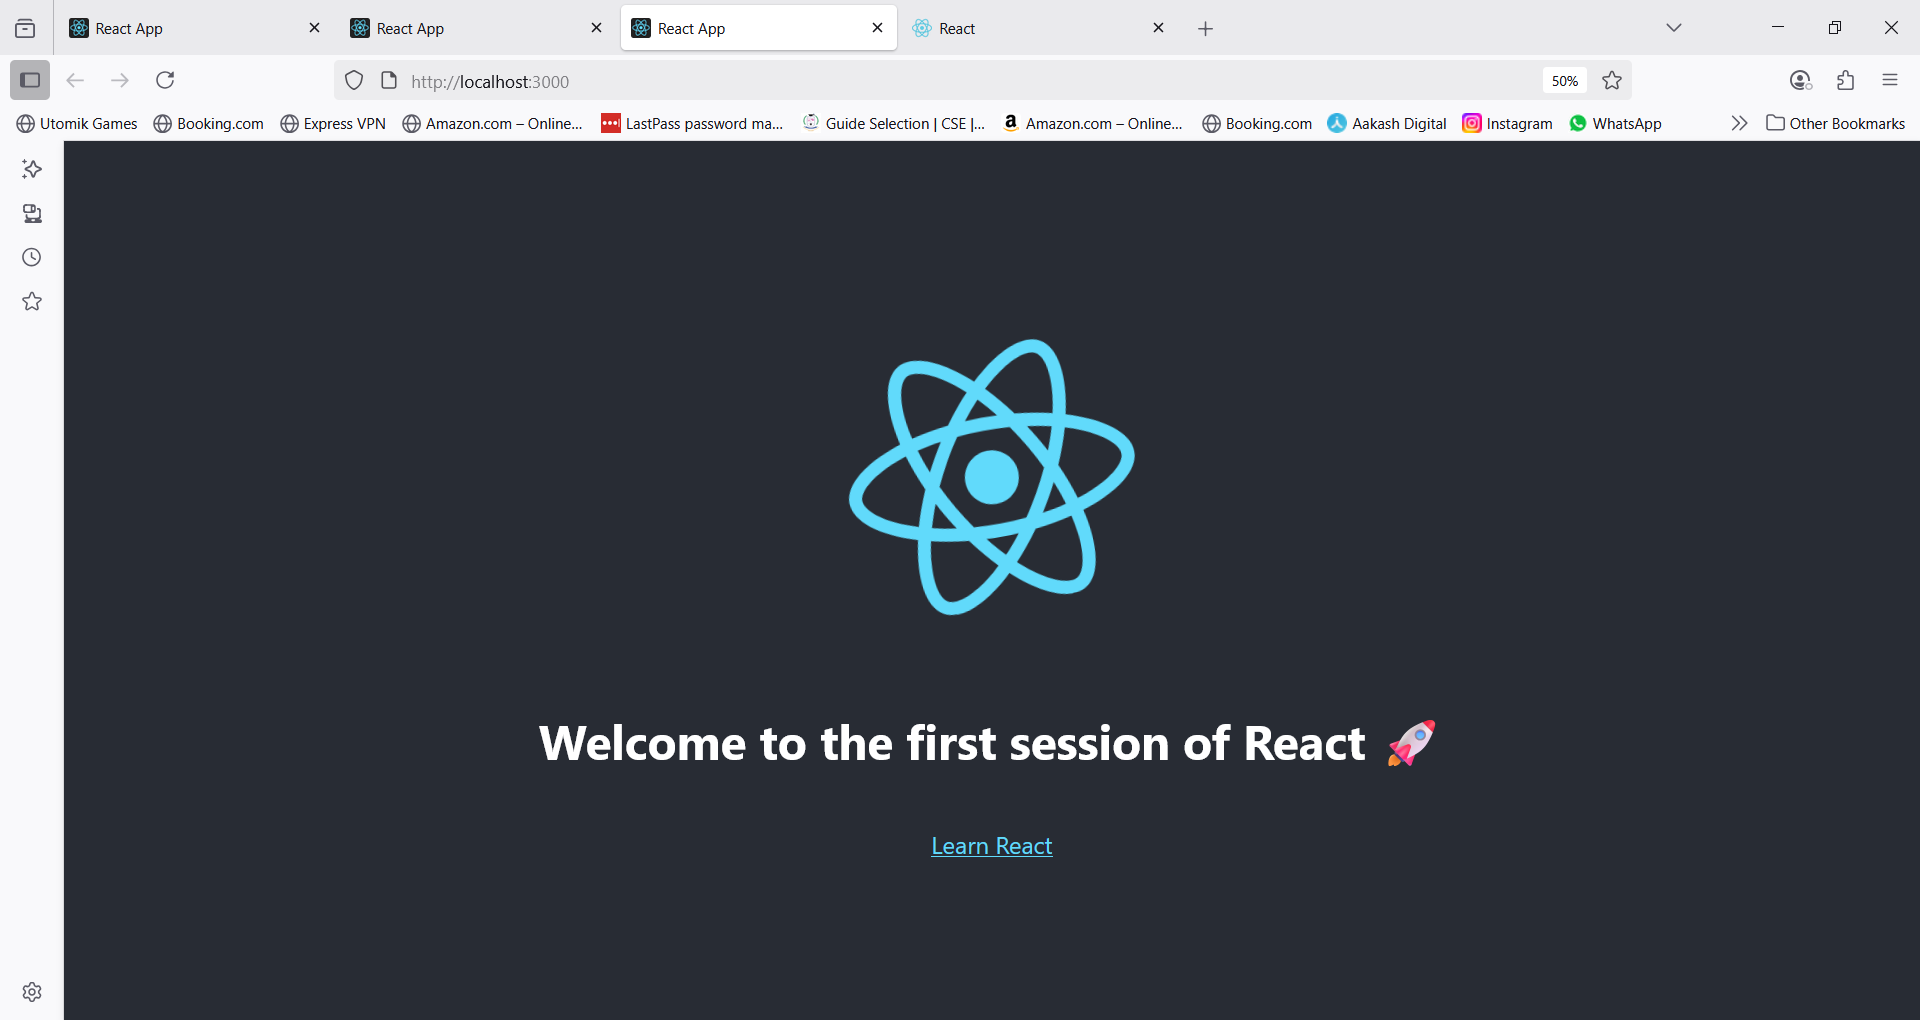 React App
React App
React App
React
http://localhost:3000
50%
Utomik Games
Booking.com
Express VPN
Amazon.com – Online...
LastPass password ma...
Guide Selection | CSE |...
Amazon.com – Online...
Booking.com
Aakash Digital
Instagram
WhatsApp
Other Bookmarks
Welcome to the first session of React 🚀
Learn React